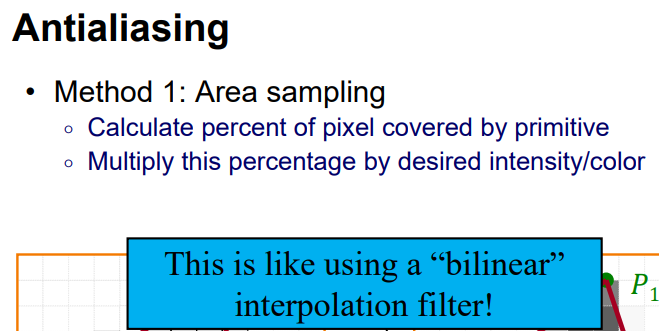 Antialiasing
• Method 1: Area sampling
○ Calculate percent of pixel covered by primitive
○ Multiply this percentage by desired intensity/color
This is like using a “bilinear”
interpolation filter!
P₁